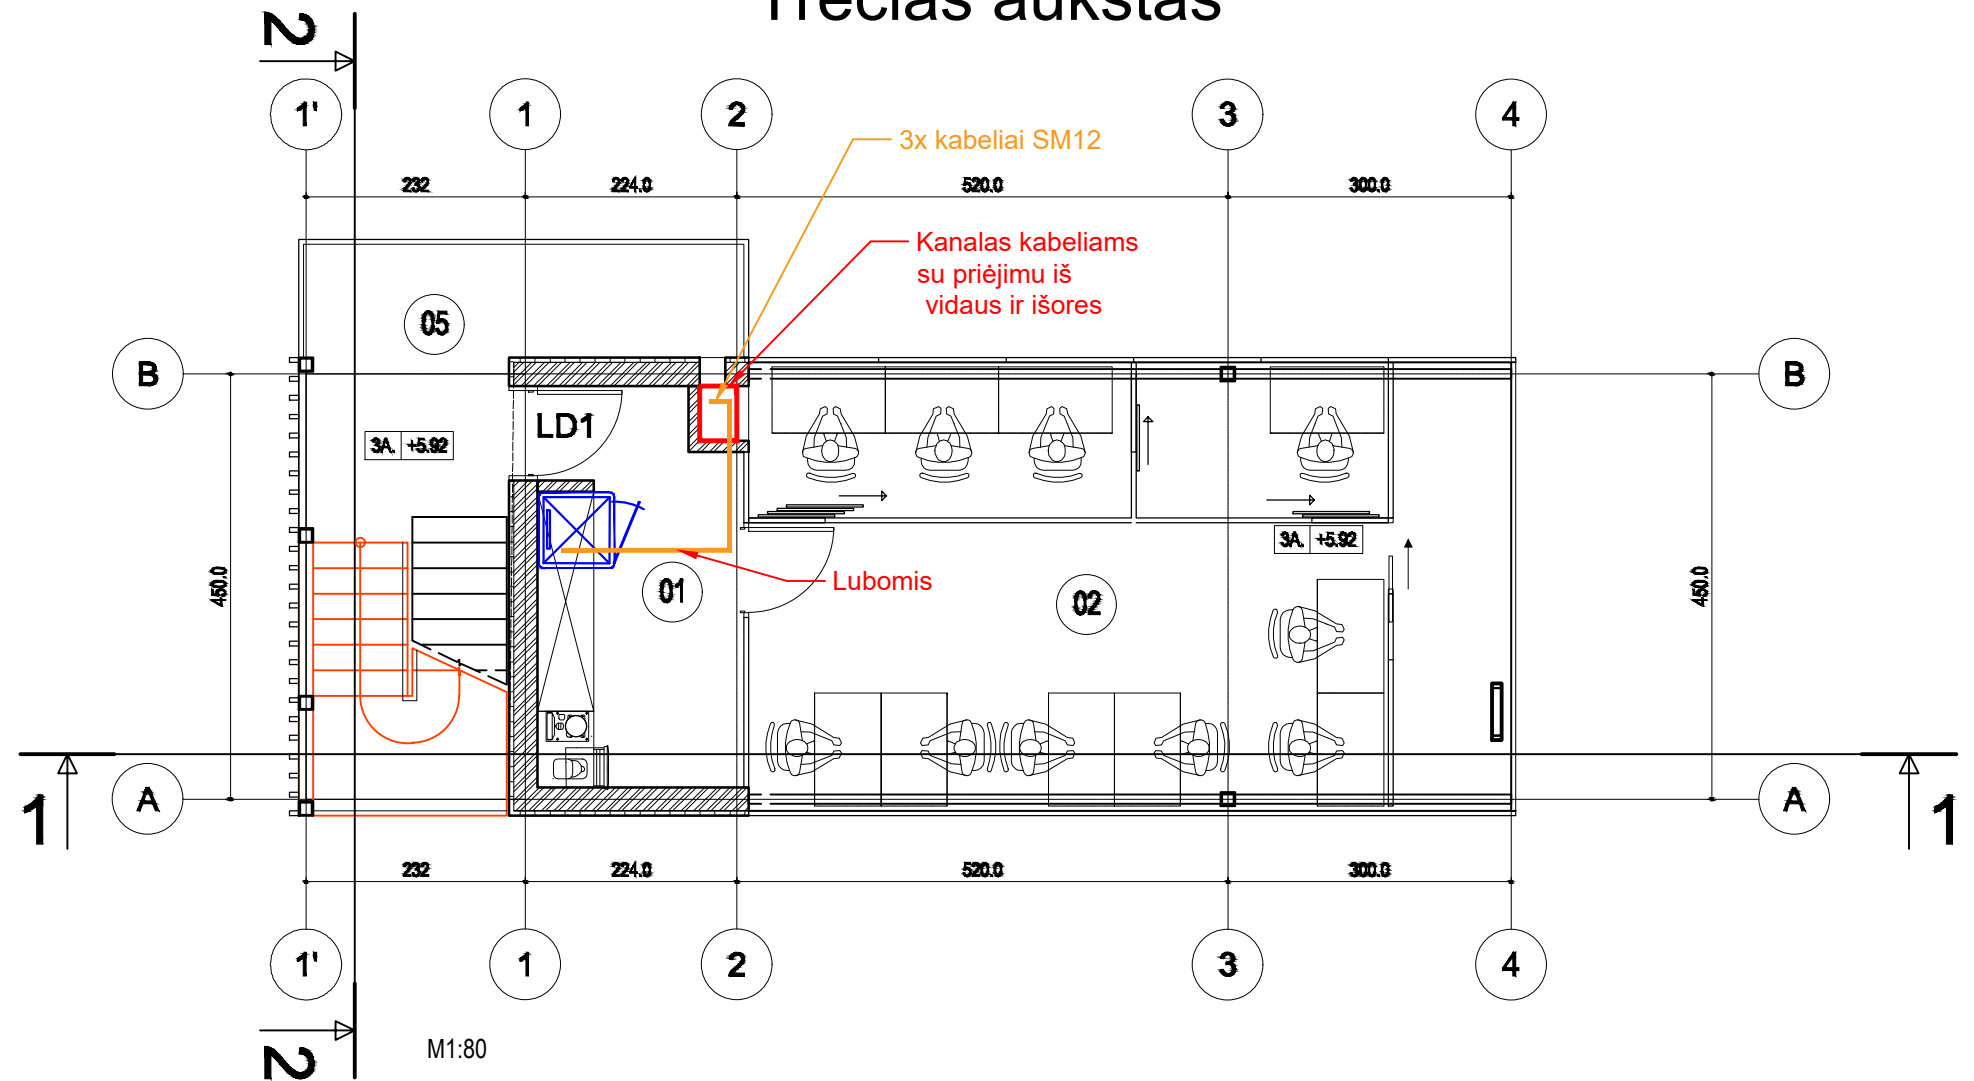 Trečias aukštas
2
1' 1 2 3 4
3x kabeliai SM12
232 224.0 520.0 300.0
Kanalas kabeliams
su priėjimu iš
vidaus ir išores
05
B B
LD1
3A. +5.92
3A. +5.92
450.0 450.0
Lubomis
01
02
1 A A 1
232 224.0 520.0 300.0
1' 1 2 3 4
2
M1:80